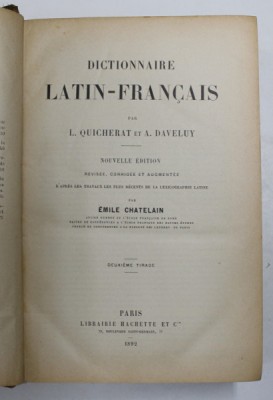 DICTIONNAIRE
LATIN-FRANÇAIS
PAR
L. QUICHERAT ET A. DAVELUY
NOUVELLE ÉDITION
REVISÉE, CORRIGÉE ET AUGMENTÉE
D'APRÈS LES TRAVAUX LES PLUS RÉCENTS DE LA LEXICOGRAPHIE LATINE
PAR
ÉMILE CHATELAIN
DEUXIÈME TIRAGE
PARIS
LIBRAIRIE HACHETTE ET Cie
79, BOULEVARD SAINT-GERMAIN, 79